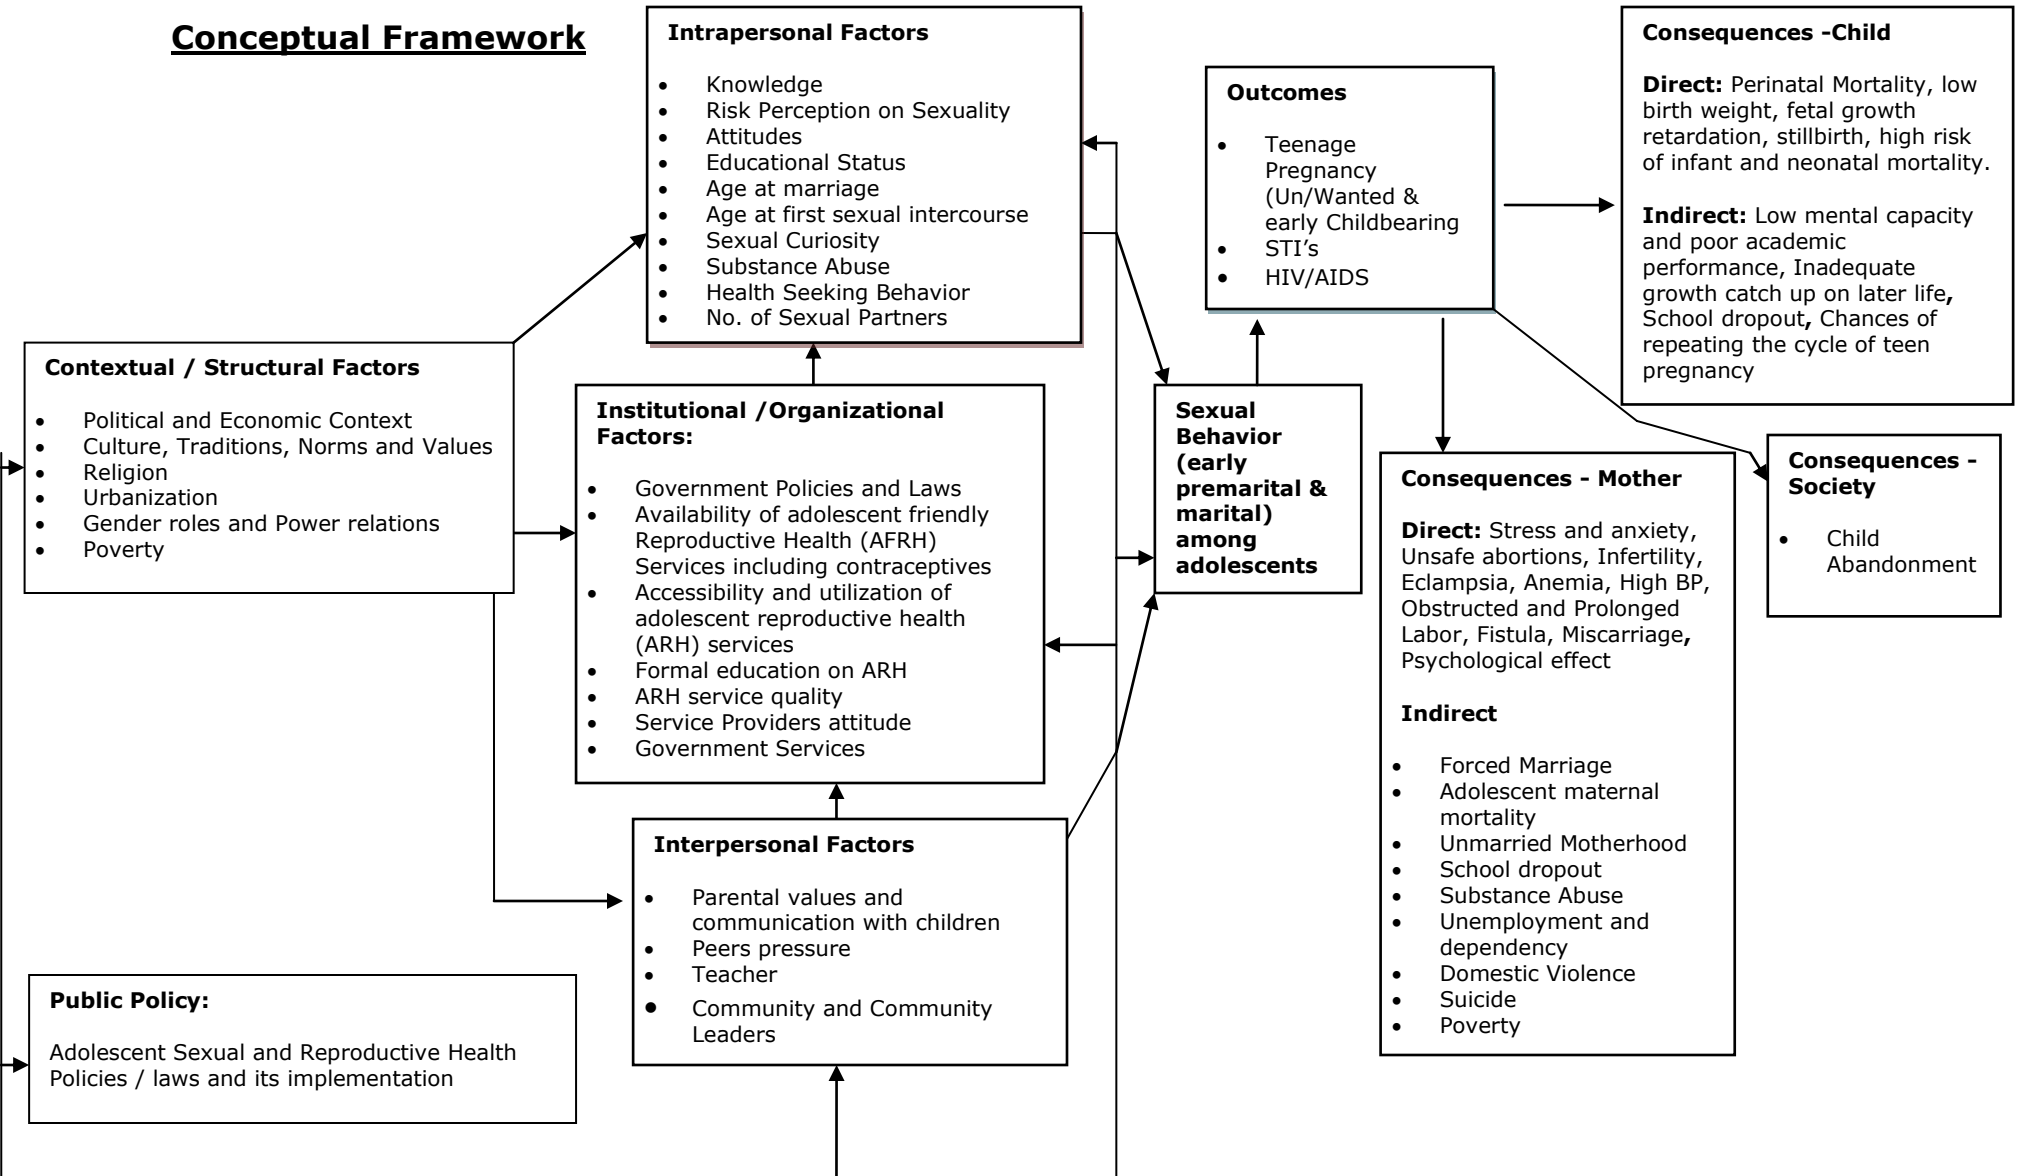 Conceptual Framework
Intrapersonal Factors
• Knowledge
• Risk Perception on Sexuality
• Attitudes
• Educational Status
• Age at marriage
• Age at first sexual intercourse
• Sexual Curiosity
• Substance Abuse
• Health Seeking Behavior
• No. of Sexual Partners
Contextual / Structural Factors
• Political and Economic Context
• Culture, Traditions, Norms and Values
• Religion
• Urbanization
• Gender roles and Power relations
• Poverty
Institutional /Organizational
Factors:
• Government Policies and Laws
• Availability of adolescent friendly
Reproductive Health (AFRH)
Services including contraceptives
• Accessibility and utilization of
adolescent reproductive health
(ARH) services
• Formal education on ARH
• ARH service quality
• Service Providers attitude
• Government Services
Interpersonal Factors
• Parental values and
communication with children
• Peers pressure
• Teacher
• Community and Community
Leaders
Public Policy:
Adolescent Sexual and Reproductive Health
Policies / laws and its implementation
Sexual
Behavior
(early
premarital &
marital)
among
adolescents
Outcomes
• Teenage
Pregnancy
(Un/Wanted &
early Childbearing
• STI’s
• HIV/AIDS
Consequences -Child
Direct: Perinatal Mortality, low
birth weight, fetal growth
retardation, stillbirth, high risk
of infant and neonatal mortality.
Indirect: Low mental capacity
and poor academic
performance, Inadequate
growth catch up on later life,
School dropout, Chances of
repeating the cycle of teen
pregnancy
Consequences - Mother
Direct: Stress and anxiety,
Unsafe abortions, Infertility,
Eclampsia, Anemia, High BP,
Obstructed and Prolonged
Labor, Fistula, Miscarriage,
Psychological effect
Indirect
• Forced Marriage
• Adolescent maternal
mortality
• Unmarried Motherhood
• School dropout
• Substance Abuse
• Unemployment and
dependency
• Domestic Violence
• Suicide
• Poverty
Consequences -
Society
• Child
Abandonment